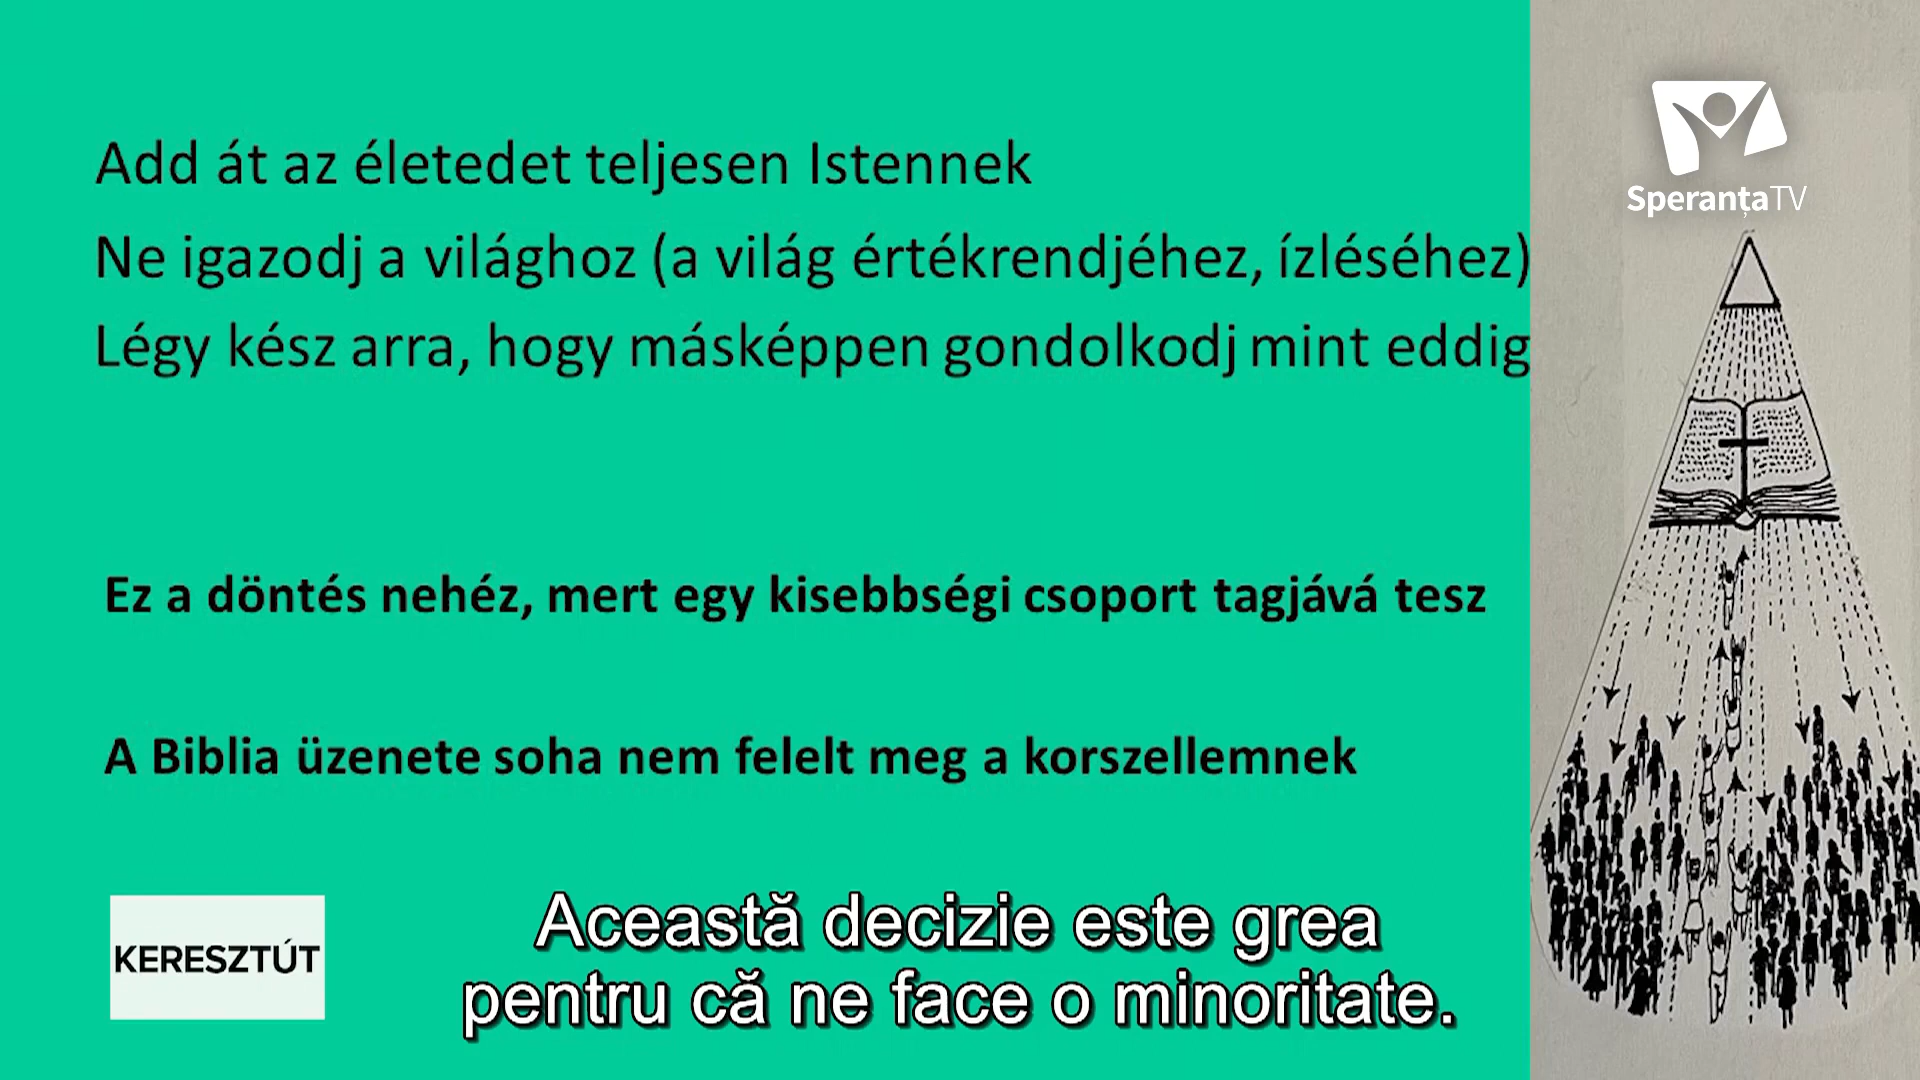 Add át az életedet teljesen Istennek
Ne igazodj a világhoz (a világ értékrendjéhez, ízléséhez)
Légy kész arra, hogy másképpen gondolkodj mint eddig
Ez a döntés nehéz, mert egy kisebbségi csoport tagjává tesz
A Biblia üzenete soha nem felelt meg a korszellemnek
SperanțaTV
KERESZTÚT
Această decizie este grea
pentru că ne face o minoritate.